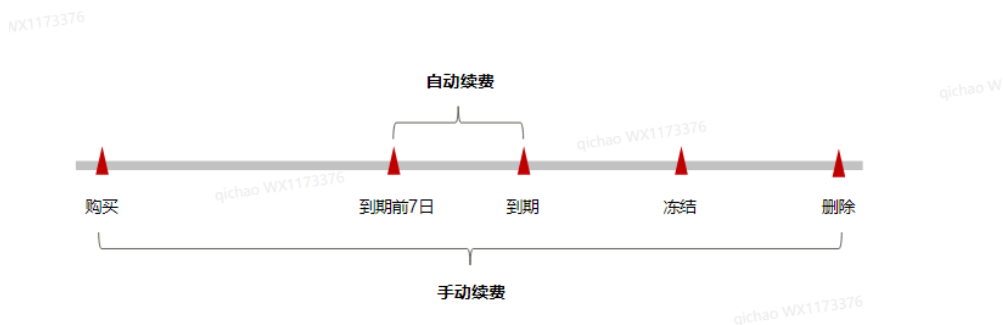 WX1173376
自动续费
qichao W
qichao WX1173376
qichao WX1173376
购买 到期前7日 到期 冻结 删除
手动续费
qichao WX1173376